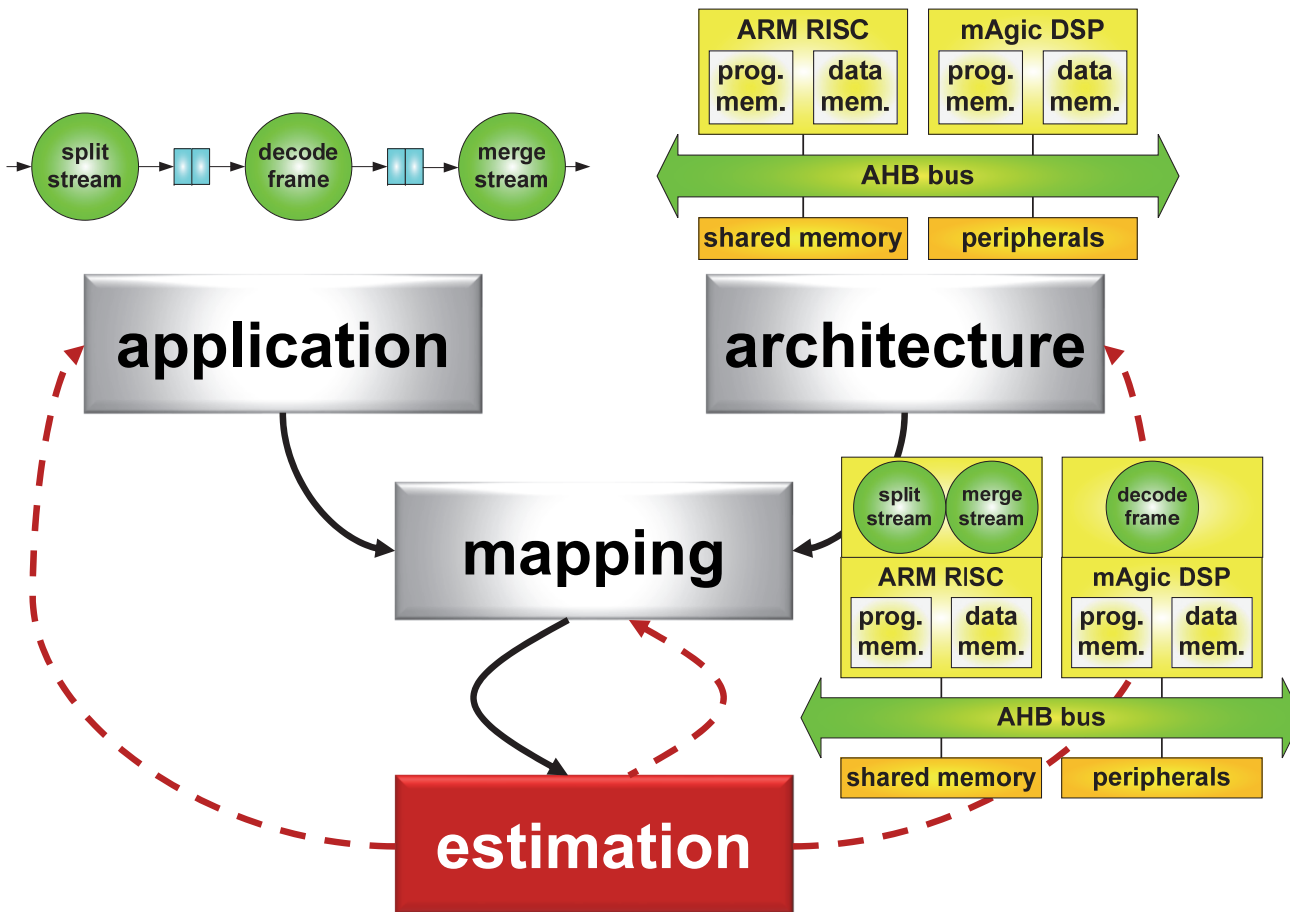 split
stream
decode
frame
merge
stream
ARM RISC
prog.
mem.
data
mem.
mAgic DSP
prog.
mem.
data
mem.
AHB bus
shared memory
peripherals
application
architecture
mapping
split
stream
merge
stream
decode
frame
ARM RISC
prog.
mem.
data
mem.
mAgic DSP
prog.
mem.
data
mem.
AHB bus
shared memory
peripherals
estimation